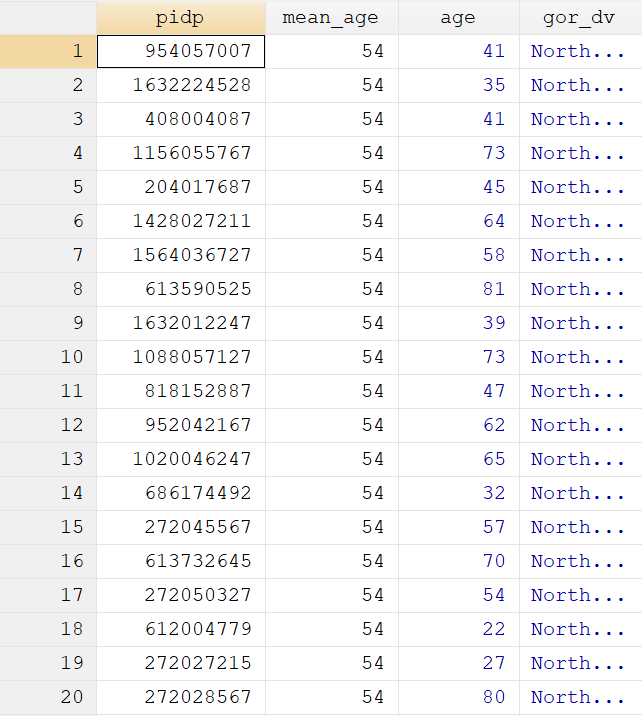 pidp mean_age age gor_dv
1 954057007 54 41 North...
2 1632224528 54 35 North...
3 408004087 54 41 North...
4 1156055767 54 73 North...
5 204017687 54 45 North...
6 1428027211 54 64 North...
7 1564036727 54 58 North...
8 613590525 54 81 North...
9 1632012247 54 39 North...
10 1088057127 54 73 North...
11 818152887 54 47 North...
12 952042167 54 62 North...
13 1020046247 54 65 North...
14 686174492 54 32 North...
15 272045567 54 57 North...
16 613732645 54 70 North...
17 272050327 54 54 North...
18 612004779 54 22 North...
19 272027215 54 27 North...
20 272028567 54 80 North...